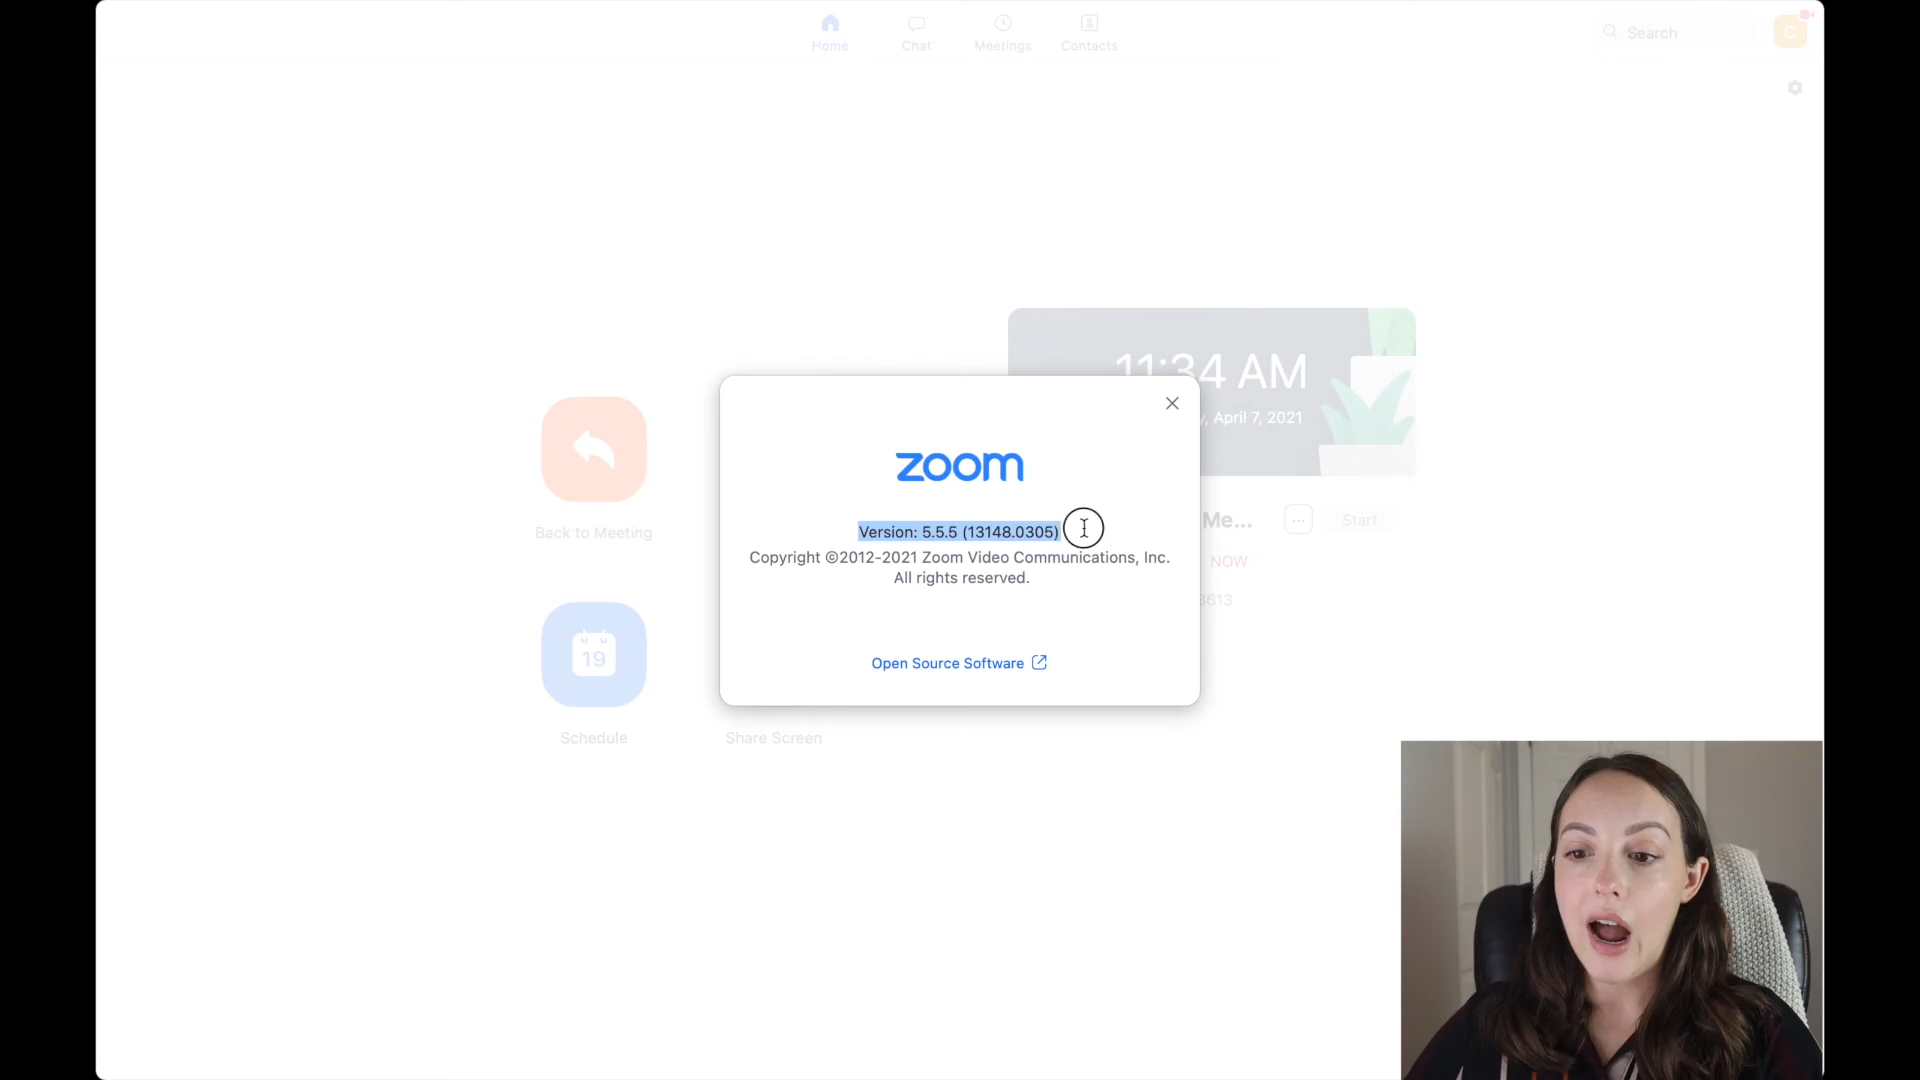 Home
Chat
Meetings
Contacts
Search
11:34 AM
, April 7, 2021
zoom
Version: 5.5.5 (13148.0305)
Copyright ©2012-2021 Zoom Video Communications, Inc.
All rights reserved.
Open Source Software
Back to Meeting
Me...
Start
NOW
3613
19
Schedule
Share Screen